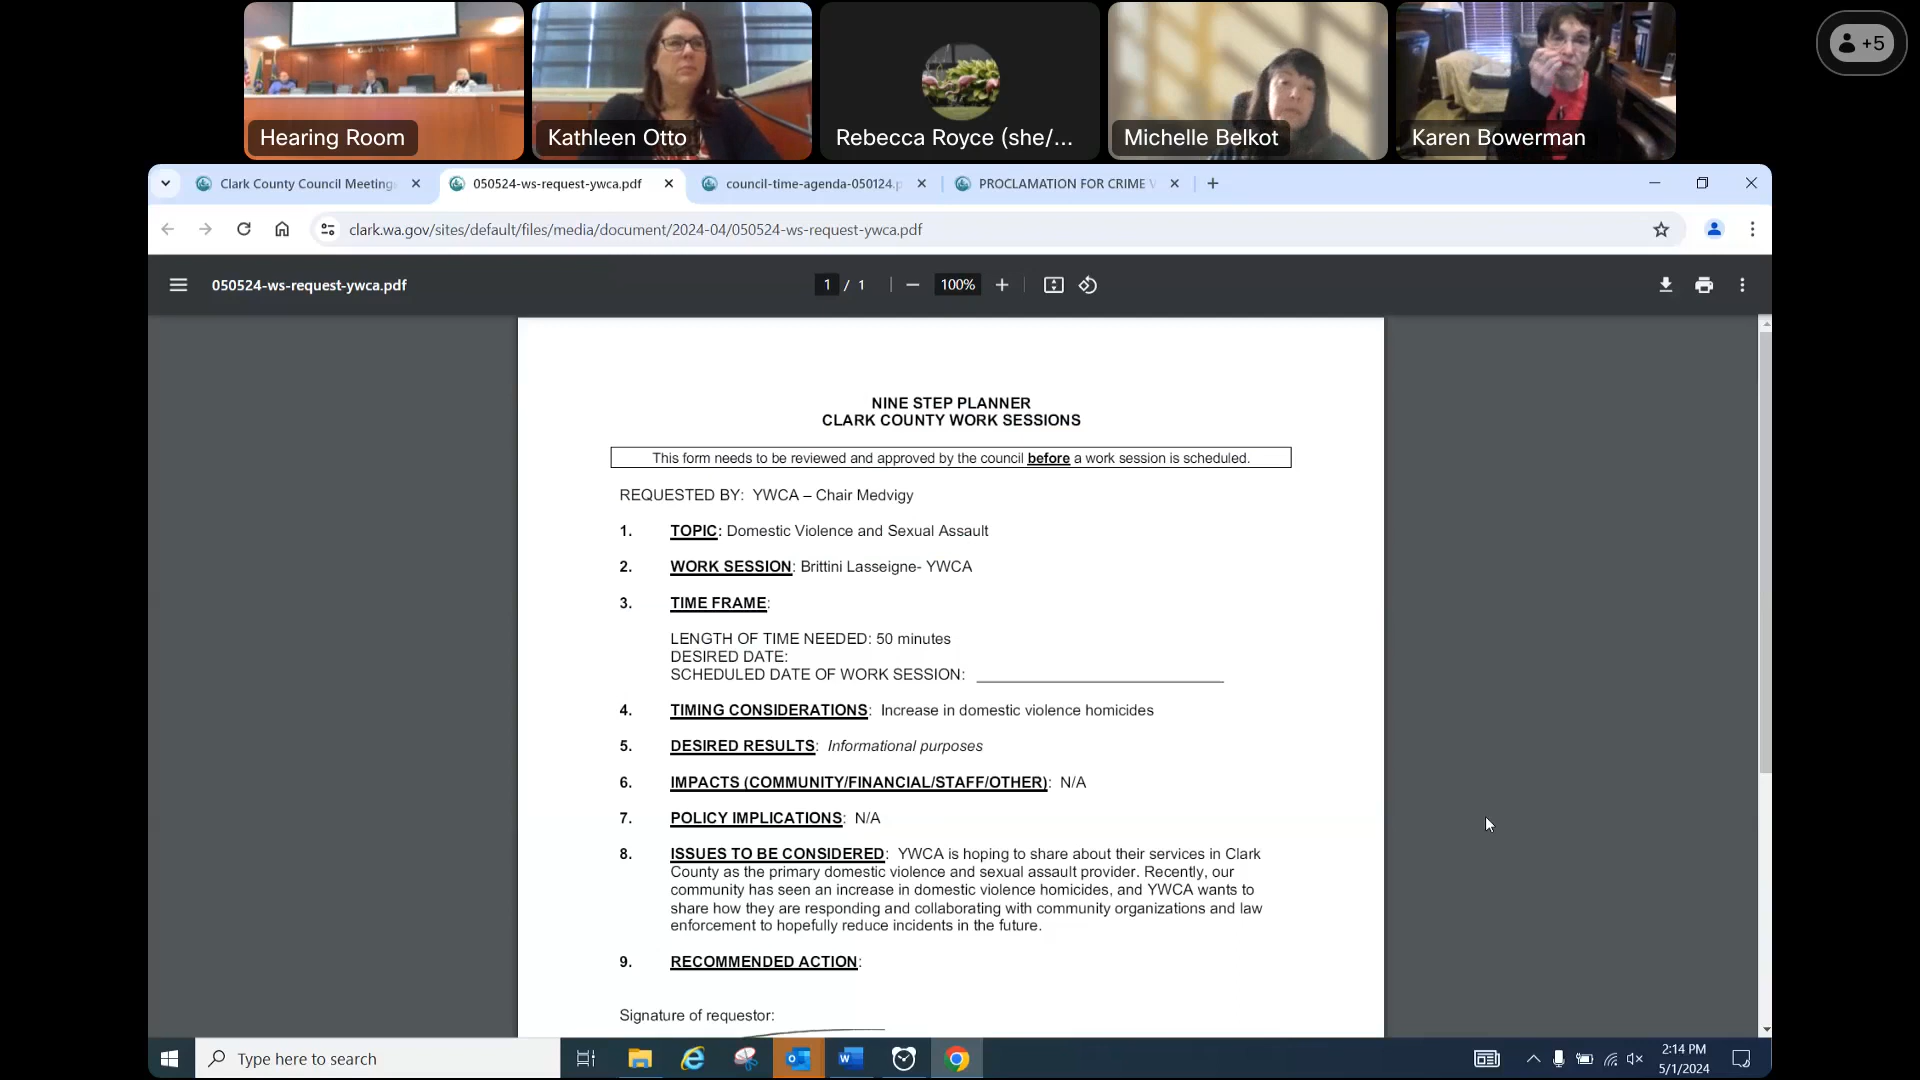 In God We Trust
Hearing Room
Kathleen Otto
Rebecca Royce (she/...
Michelle Belkot
Karen Bowerman
+5
Clark County Council Meeting
050524-ws-request-ywca.pdf
council-time-agenda-050124.p
PROCLAMATION FOR CRIME V
clark.wa.gov/sites/default/files/media/document/2024-04/050524-ws-request-ywca.pdf
050524-ws-request-ywca.pdf
1 / 1
100%
NINE STEP PLANNER
CLARK COUNTY WORK SESSIONS
This form needs to be reviewed and approved by the council before a work session is scheduled.
REQUESTED BY: YWCA – Chair Medvigy
1. TOPIC: Domestic Violence and Sexual Assault
2. WORK SESSION: Brittini Lasseigne- YWCA
3. TIME FRAME:
LENGTH OF TIME NEEDED: 50 minutes
DESIRED DATE:
SCHEDULED DATE OF WORK SESSION:
4. TIMING CONSIDERATIONS: Increase in domestic violence homicides
5. DESIRED RESULTS: Informational purposes
6. IMPACTS (COMMUNITY/FINANCIAL/STAFF/OTHER): N/A
7. POLICY IMPLICATIONS: N/A
8. ISSUES TO BE CONSIDERED: YWCA is hoping to share about their services in Clark
County as the primary domestic violence and sexual assault provider. Recently, our
community has seen an increase in domestic violence homicides, and YWCA wants to
share how they are responding and collaborating with community organizations and law
enforcement to hopefully reduce incidents in the future.
9. RECOMMENDED ACTION:
Signature of requestor:
Type here to search
2:14 PM
5/1/2024